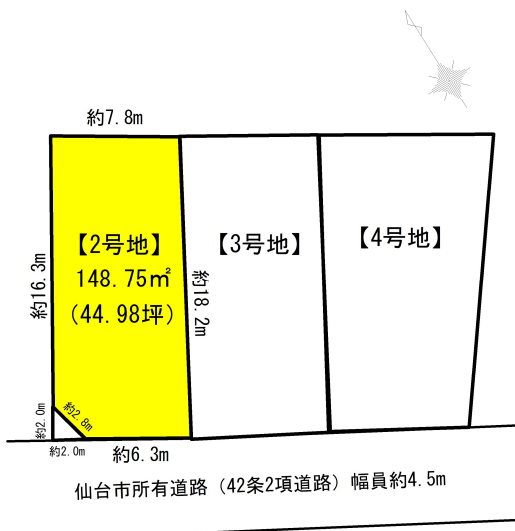 約7.8m
【2号地】
148.75㎡
(44.98坪)
【3号地】
【4号地】
約16.3m
約18.2m
約2.0m
約2.8m
約2.0m
約6.3m
仙台市所有道路（42条2項道路）幅員約4.5m